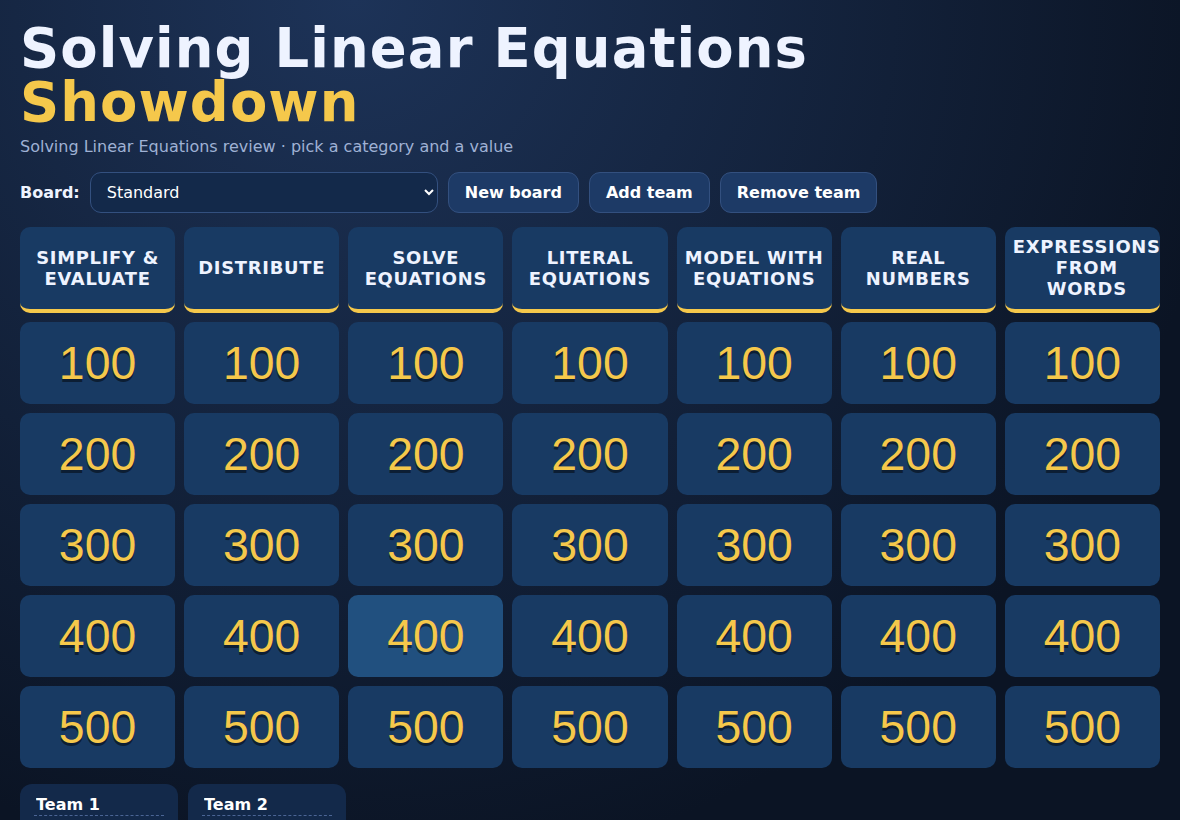 Solving Linear Equations
Showdown
Solving Linear Equations review · pick a category and a value
Board: Standard New board Add team Remove team
SIMPLIFY & EVALUATE DISTRIBUTE SOLVE EQUATIONS LITERAL EQUATIONS MODEL WITH EQUATIONS REAL NUMBERS EXPRESSIONS FROM WORDS
100 100 100 100 100 100 100
200 200 200 200 200 200 200
300 300 300 300 300 300 300
400 400 400 400 400 400 400
500 500 500 500 500 500 500
Team 1 Team 2